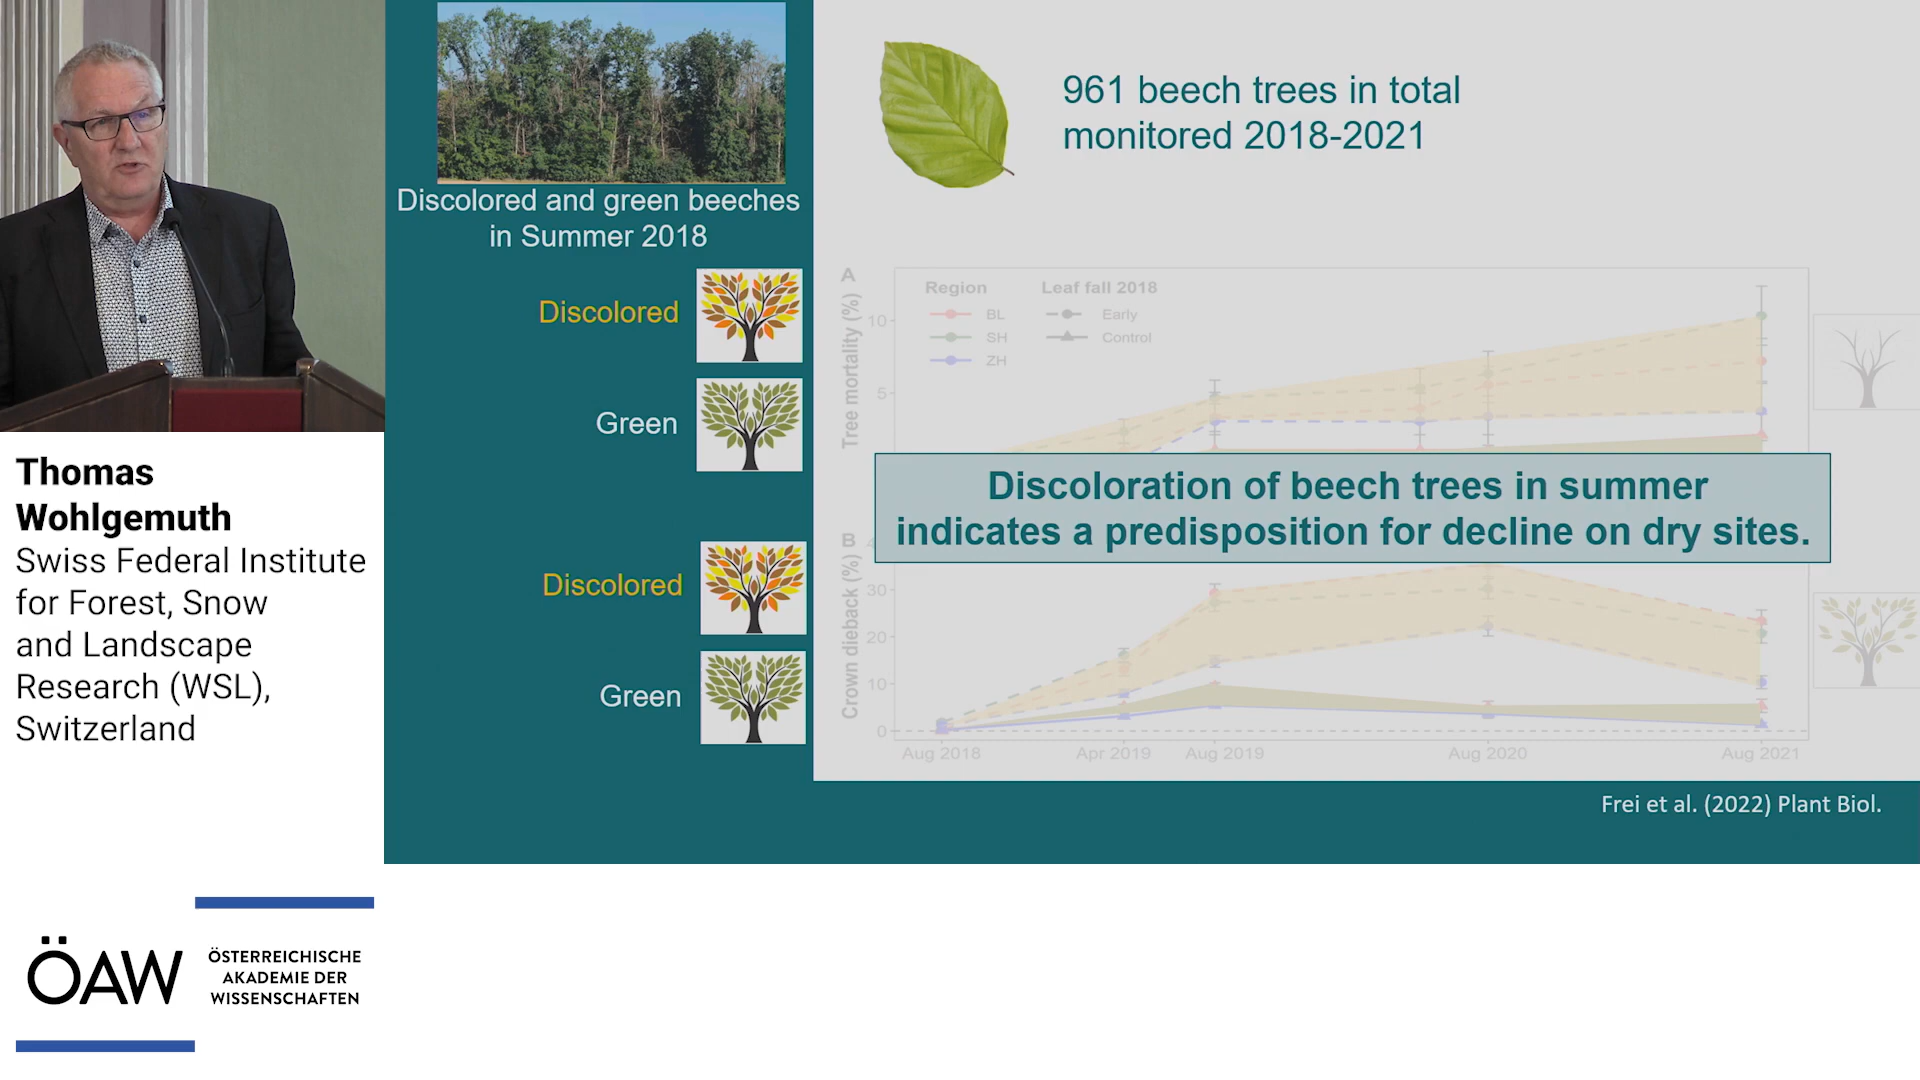 Discolored and green beeches
in Summer 2018
Discolored
Green
Discolored
Green
961 beech trees in total
monitored 2018-2021
A
Region
Leaf fall 2018
BL
Early
SH
Control
ZH
Tree mortality (%)
10
5
Discoloration of beech trees in summer
indicates a predisposition for decline on dry sites.
B
Crown dieback (%)
30
20
10
0
Aug 2018
Apr 2019
Aug 2019
Aug 2020
Aug 2021
Frei et al. (2022) Plant Biol.
Thomas
Wohlgemuth
Swiss Federal Institute
for Forest, Snow
and Landscape
Research (WSL),
Switzerland
ÖAW
ÖSTERREICHISCHE
AKADEMIE DER
WISSENSCHAFTEN